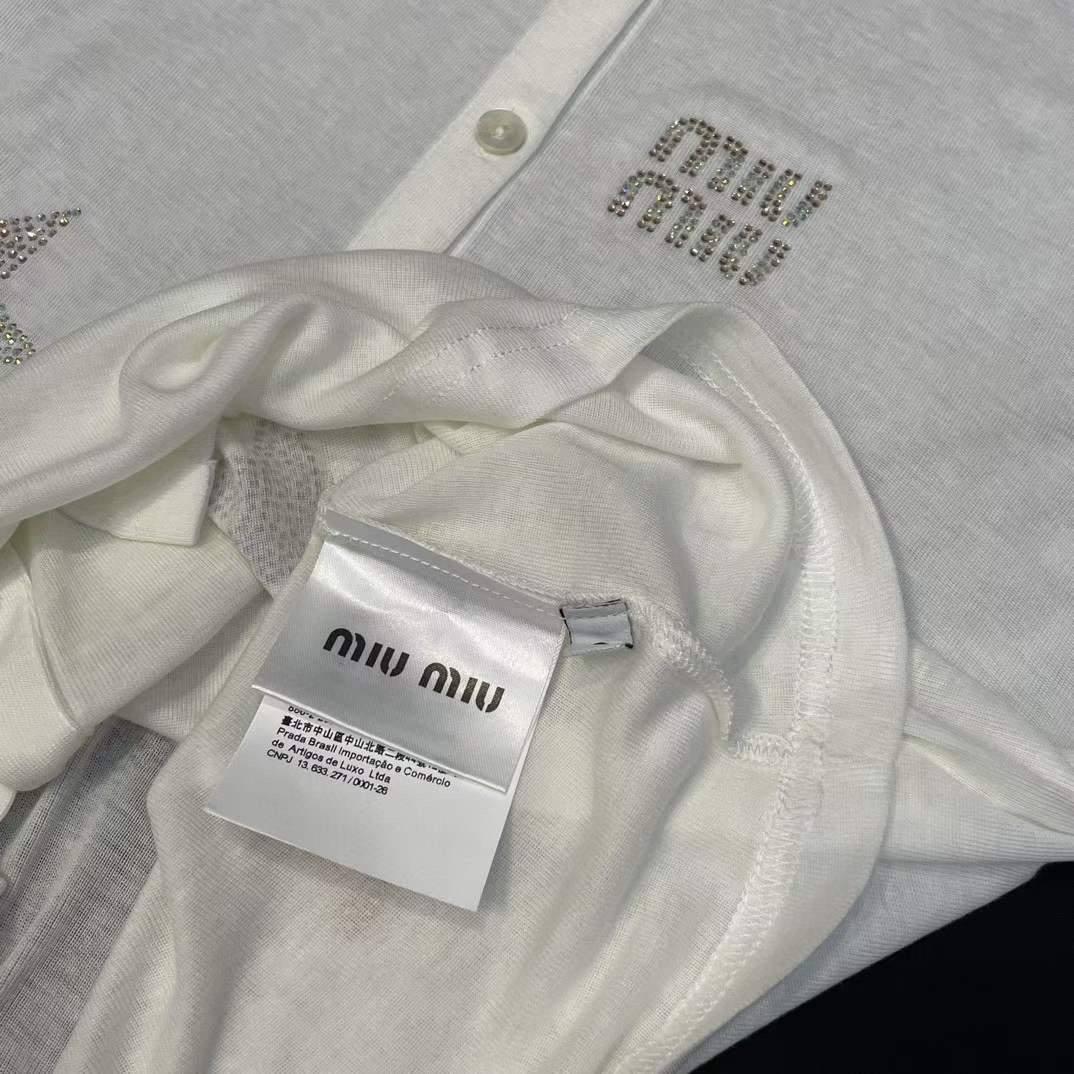 miu
miu
miu miu
臺北市中山區中山北路二段
Prada Brasil Importação e Comércio
de Artigos de Luxo Ltda
CNPJ 13.633.271/0001-26